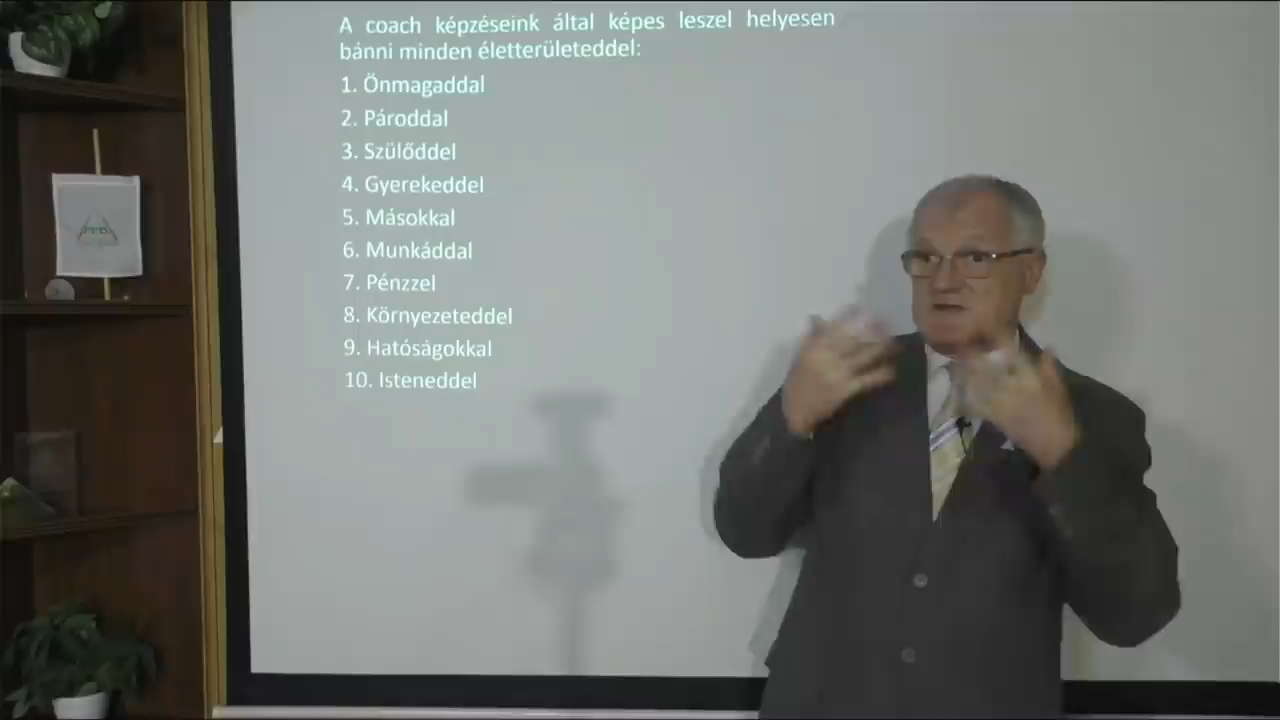 A coach képzéseink által képes leszel helyesen
bánni minden életterületeddel:
1. Önmagaddal
2. Pároddal
3. Szülőddel
4. Gyerekeddel
5. Másokkal
6. Munkáddal
7. Pénzzel
8. Környezeteddel
9. Hatóságokkal
10. Isteneddel